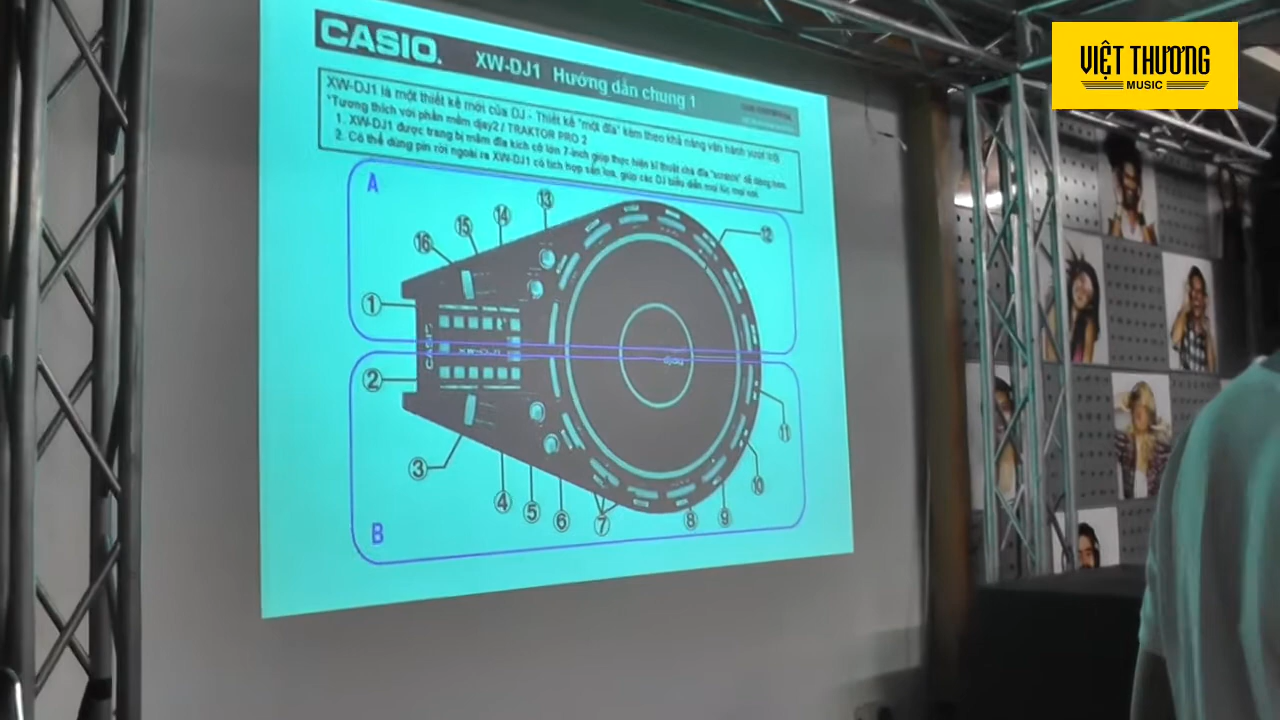 VIỆT THƯƠNG
MUSIC
CASIO.
XW-DJ1 Hướng dẫn chung 1
XW-DJ1 là một thiết kế mới của DJ - Thiết kế "một đĩa" kèm theo khả năng vận hành vượt trội
*Tương thích với phần mềm djay2 / TRAKTOR PRO 2
1. XW-DJ1 được trang bị mâm đĩa kích cỡ lớn 7-inch giúp thực hiện kĩ thuật chà đĩa "scratch" dễ dàng hơn
2. Có thể dùng pin rời ngoài ra XW-DJ1 có tích hợp sẵn loa, giúp các DJ biểu diễn mọi lúc mọi nơi
A
13
14
15
12
16
1
CASIO
XW-DJ1
2
11
3
10
4
5
6
7
8
9
B